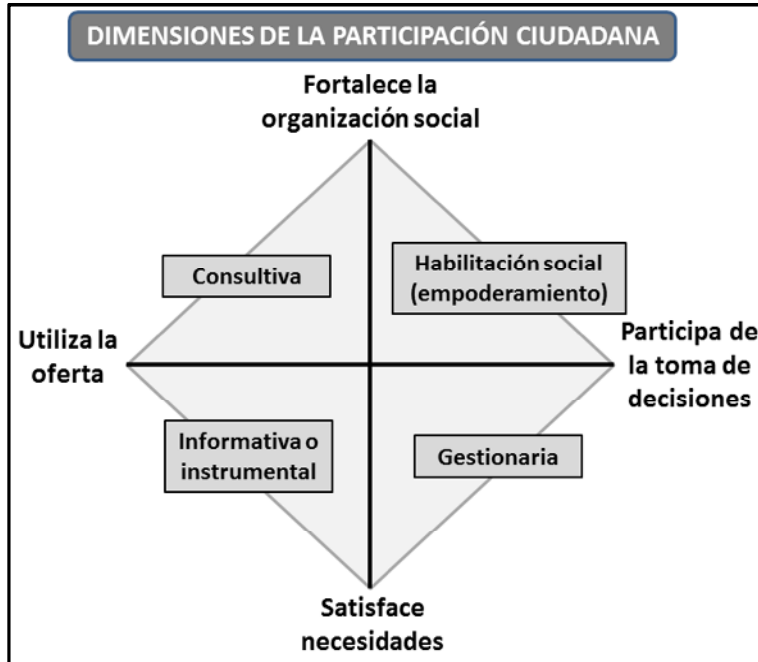 DIMENSIONES DE LA PARTICIPACIÓN CIUDADANA
Fortalece la
organización social
Consultiva
Habilitación social
(empoderamiento)
Utiliza la
oferta
Participa de
la toma de
decisiones
Informativa o
instrumental
Gestionaria
Satisface
necesidades